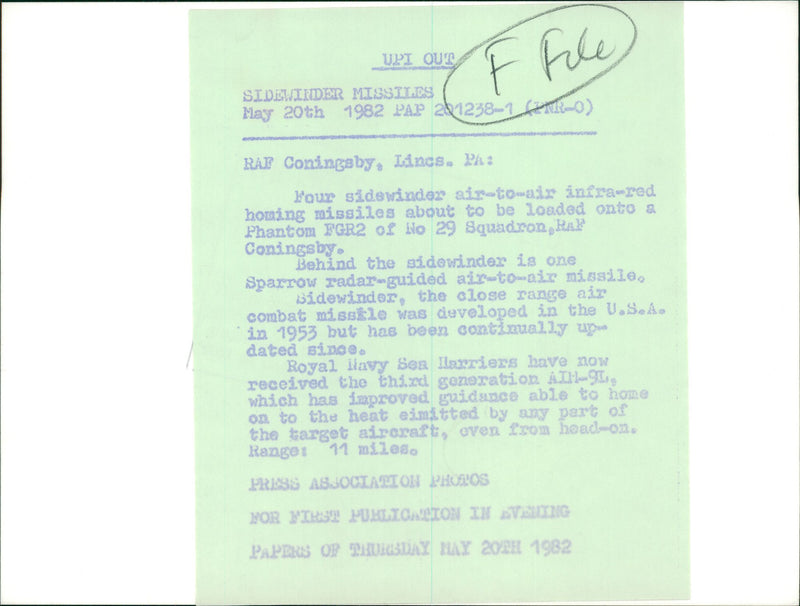 UPI OUT
F File
SIDEWINDER MISSILES
May 20th 1982 PAP 201238-1 (PNR-O)
RAF Coningsby, Lincs. PA:
Four sidewinder air-to-air infra-red
homing missiles about to be loaded onto a
Phantom FGR2 of No 29 Squadron,RAF
Coningsby.
Behind the sidewinder is one
Sparrow radar-guided air-to-air missile.
Sidewinder, the close range air
combat missile was developed in the U.S.A.
in 1953 but has been continually up-
dated since.
Royal Navy Sea Harriers have now
received the third generation AIM-9L,
which has improved guidance able to home
on to the heat eimitted by any part of
the target aircraft, even from head-on.
Range: 11 miles.
PRESS ASSOCIATION PHOTOS
FOR FIRST PUBLICATION IN EVENING
PAPERS OF THURSDAY MAY 20TH 1982